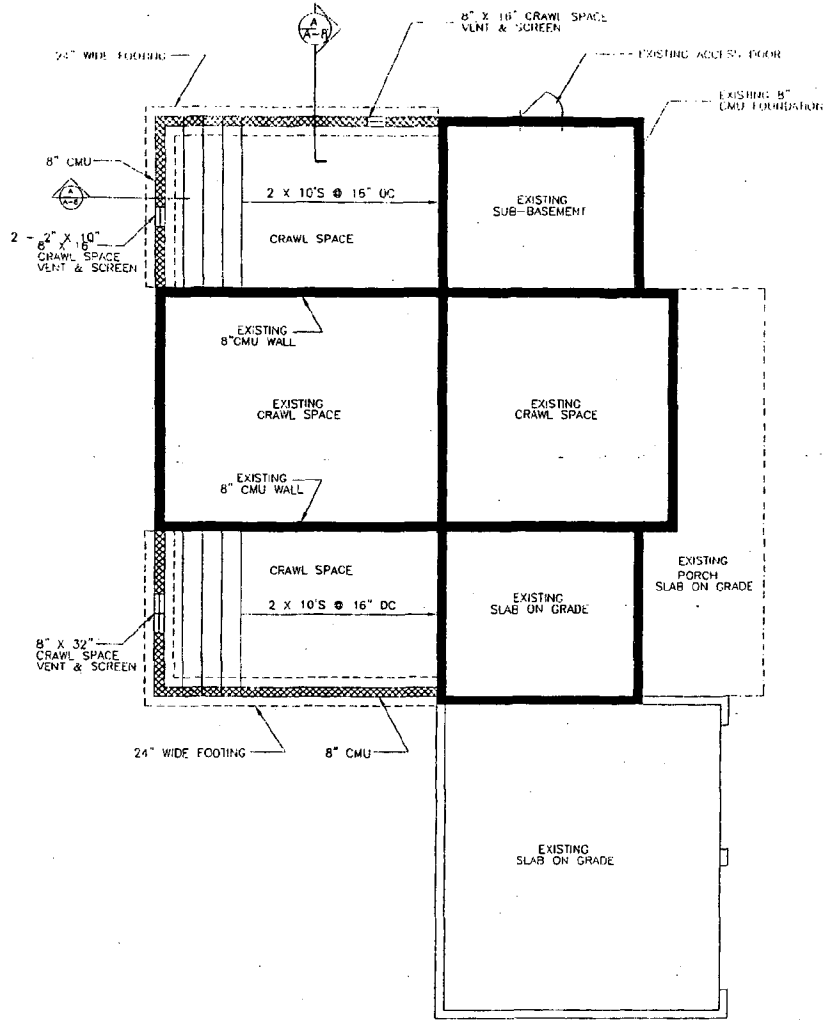 A
A-8
8" X 16" CRAWL SPACE
VENT & SCREEN
24" WIDE FOOTING
EXISTING ACCESS DOOR
EXISTING 8"
CMU FOUNDATION
8" CMU
A
A-8
2 X 10'S @ 16" OC
CRAWL SPACE
EXISTING
SUB-BASEMENT
2 - 2" X 10"
8" X 16"
CRAWL SPACE
VENT & SCREEN
EXISTING
8"CMU WALL
EXISTING
CRAWL SPACE
EXISTING
CRAWL SPACE
EXISTING
8" CMU WALL
CRAWL SPACE
2 X 10'S @ 16" OC
EXISTING
SLAB ON GRADE
EXISTING
PORCH
SLAB ON GRADE
8" X 32"
CRAWL SPACE
VENT & SCREEN
24" WIDE FOOTING
8" CMU
EXISTING
SLAB ON GRADE